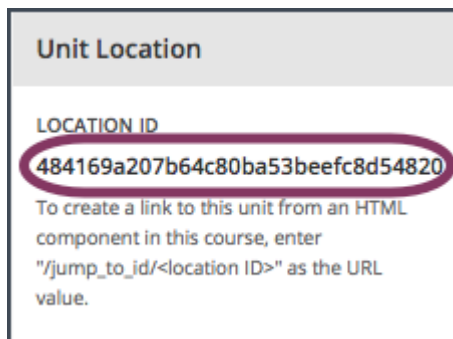 Unit Location
LOCATION ID
484169a207b64c80ba53beefc8d54820
To create a link to this unit from an HTML
component in this course, enter
"/jump_to_id/<location ID>" as the URL
value.